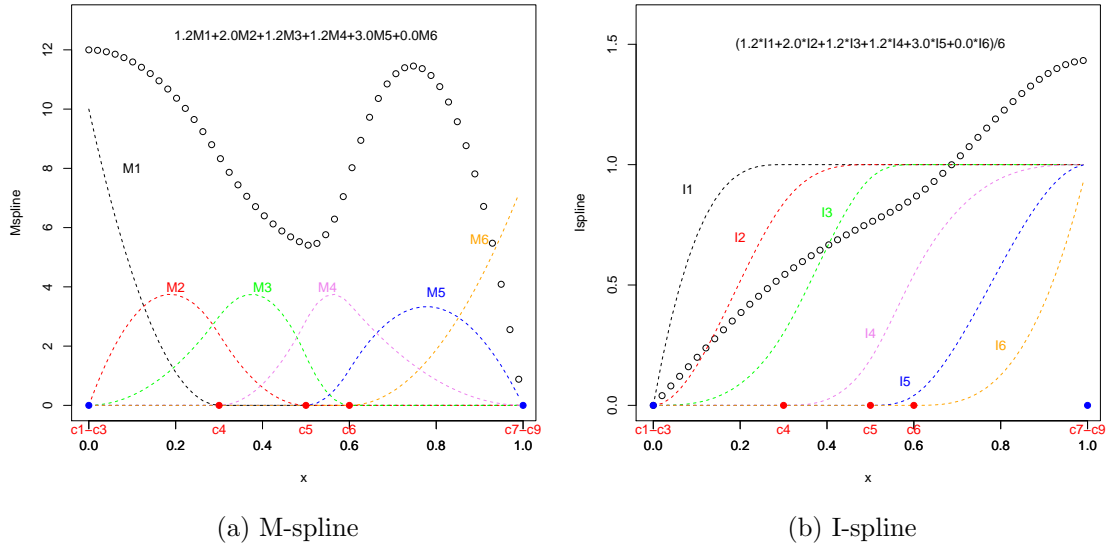 1.2M1+2.0M2+1.2M3+1.2M4+3.0M5+0.0M6
Mspline
12
10
8
6
4
2
0
M1
M2
M3
M4
M5
M6
c1-c3
c4
c5
c6
c7-c9
0.0
0.2
0.4
0.6
0.8
1.0
x
(a) M-spline
(1.2*I1+2.0*I2+1.2*I3+1.2*I4+3.0*I5+0.0*I6)/6
Ispline
1.5
1.0
0.5
0.0
I1
I2
I3
I4
I5
I6
c1-c3
c4
c5
c6
c7-c9
0.0
0.2
0.4
0.6
0.8
1.0
x
(b) I-spline